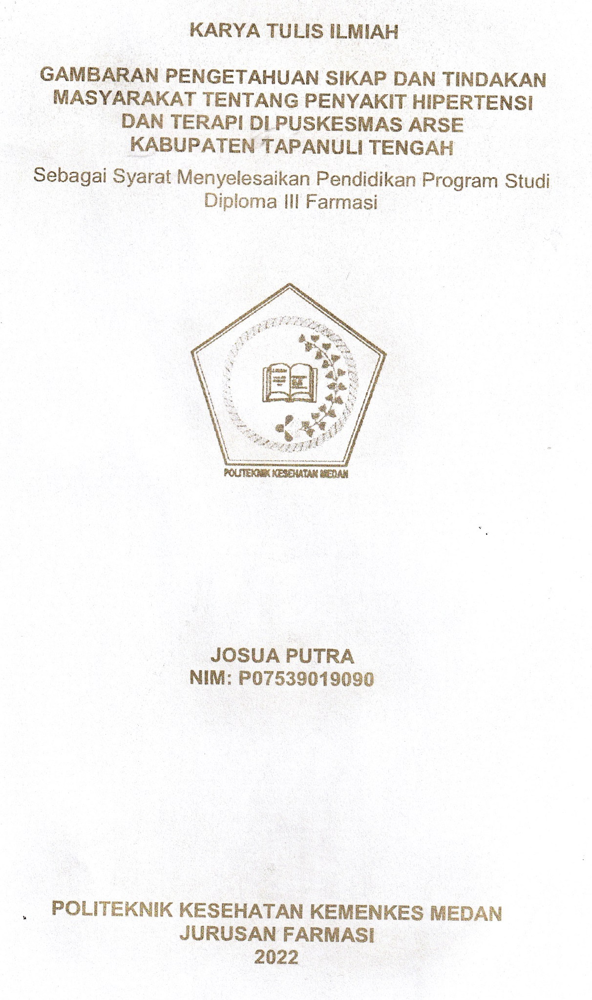 KARYA TULIS ILMIAH
GAMBARAN PENGETAHUAN SIKAP DAN TINDAKAN
MASYARAKAT TENTANG PENYAKIT HIPERTENSI
DAN TERAPI DI PUSKESMAS ARSE
KABUPATEN TAPANULI TENGAH
Sebagai Syarat Menyelesaikan Pendidikan Program Studi
Diploma III Farmasi
POLITEKNIK KESEHATAN MEDAN
JOSUA PUTRA
NIM: P07539019090
POLITEKNIK KESEHATAN KEMENKES MEDAN
JURUSAN FARMASI
2022